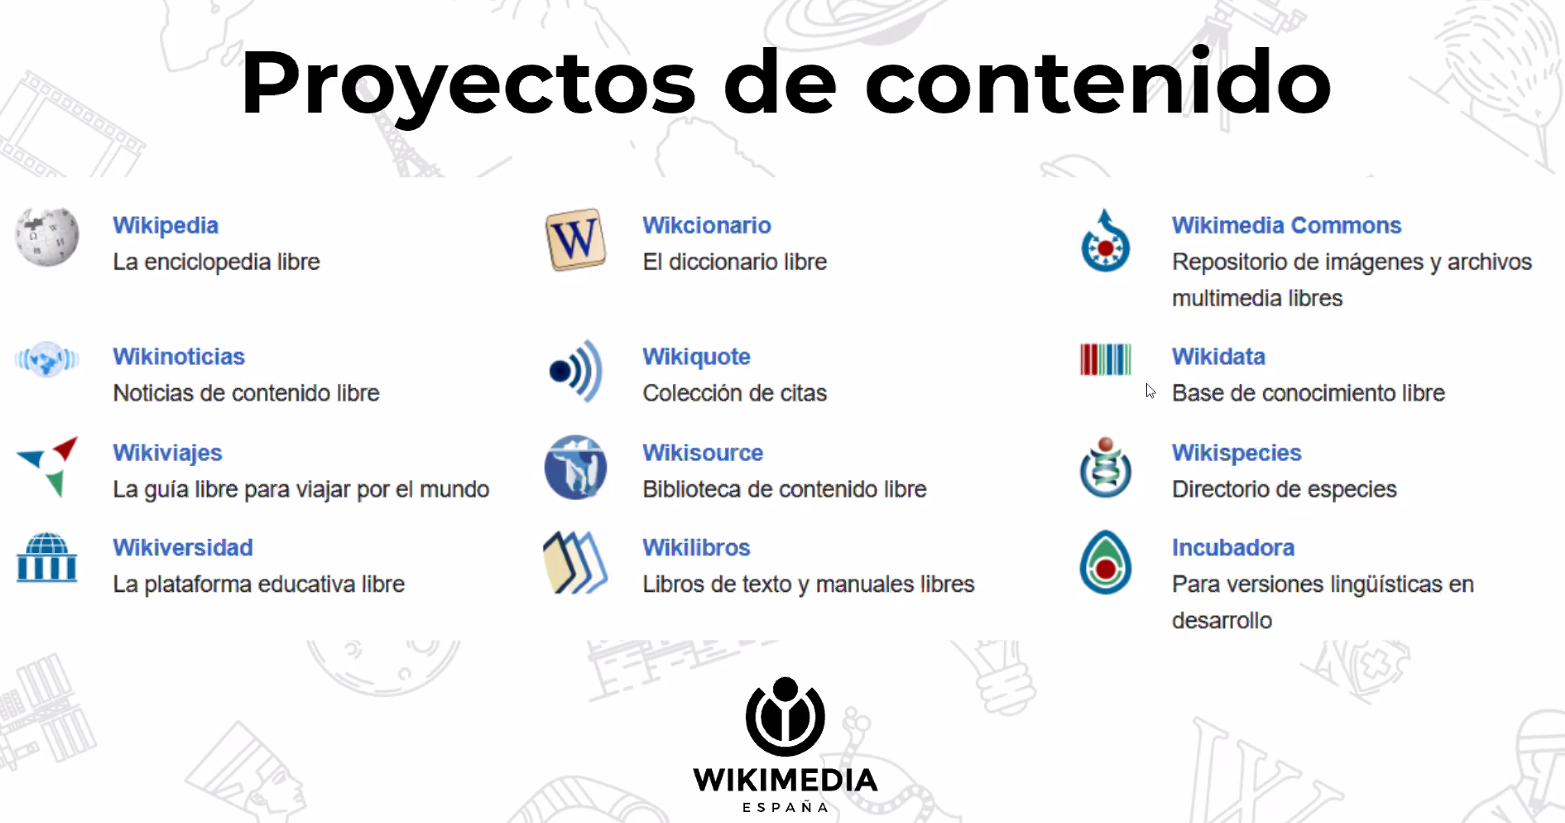 Proyectos de contenido
Wikipedia
La enciclopedia libre
Wikcionario
El diccionario libre
Wikimedia Commons
Repositorio de imágenes y archivos
multimedia libres
Wikinoticias
Noticias de contenido libre
Wikiquote
Colección de citas
Wikidata
Base de conocimiento libre
Wikiviajes
La guía libre para viajar por el mundo
Wikisource
Biblioteca de contenido libre
Wikispecies
Directorio de especies
Wikiversidad
La plataforma educativa libre
Wikilibros
Libros de texto y manuales libres
Incubadora
Para versiones lingüísticas en
desarrollo
WIKIMEDIA
ESPAÑA